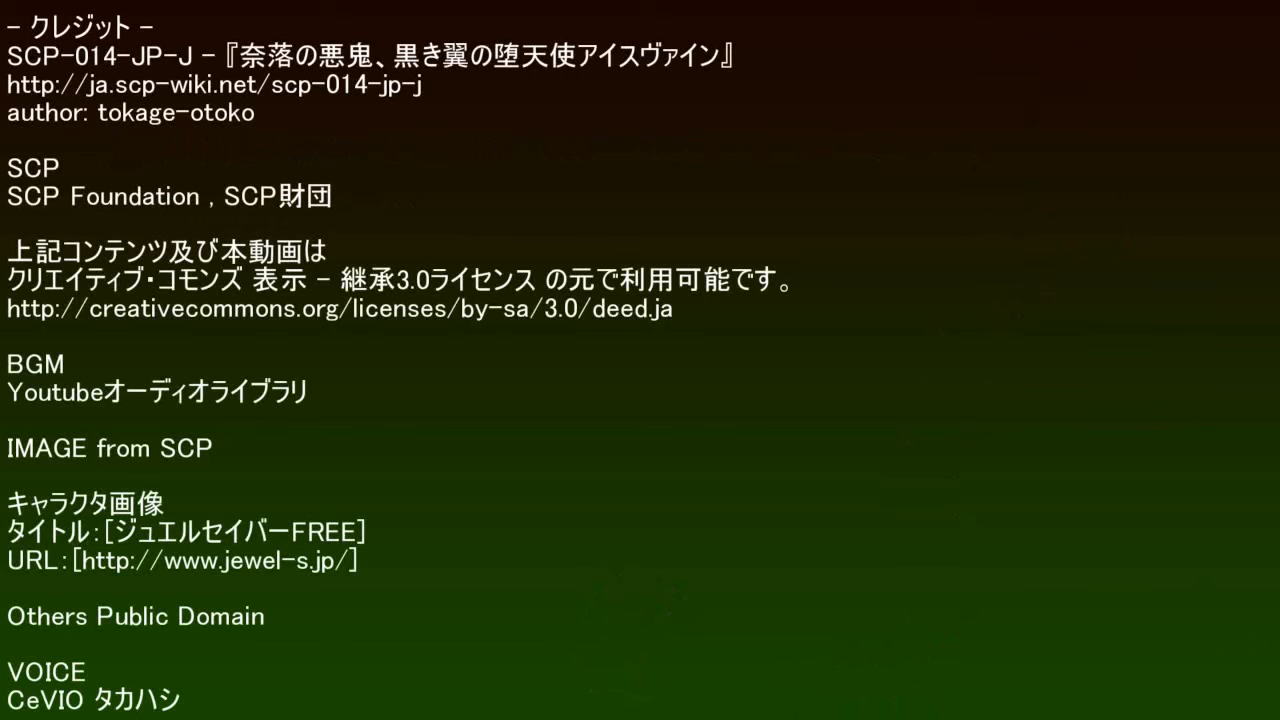 - クレジット -
SCP-014-JP-J - 『奈落の悪鬼、黒き翼の堕天使アイスヴァイン』
http://ja.scp-wiki.net/scp-014-jp-j
author: tokage-otoko
SCP
SCP Foundation , SCP財団
上記コンテンツ及び本動画は
クリエイティブ・コモンズ 表示 - 継承3.0ライセンス の元で利用可能です。
http://creativecommons.org/licenses/by-sa/3.0/deed.ja
BGM
Youtubeオーディオライブラリ
IMAGE from SCP
キャラクタ画像
タイトル:[ジュエルセイバーFREE]
URL:[http://www.jewel-s.jp/]
Others Public Domain
VOICE
CeVIO タカハシ